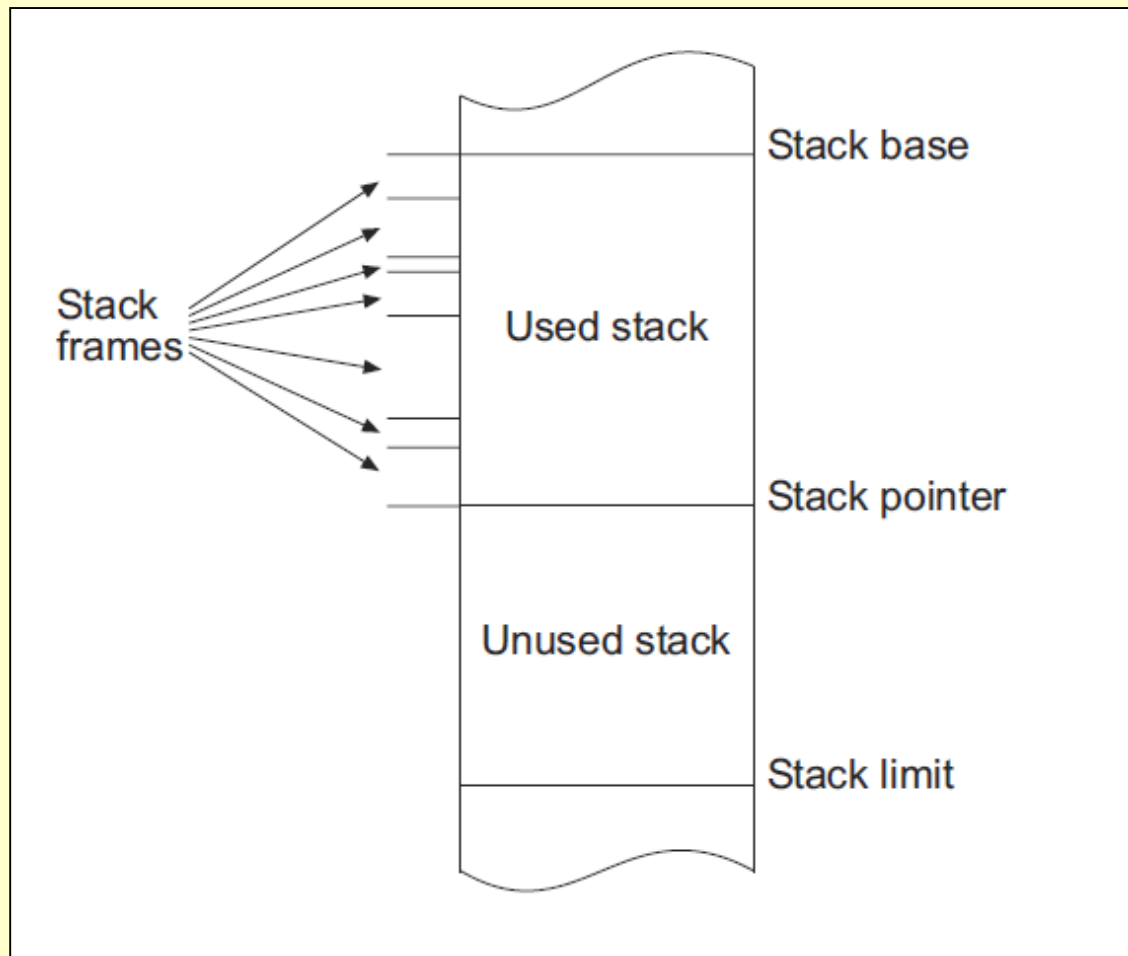 Stack base
Stack
frames
Used stack
Stack pointer
Unused stack
Stack limit